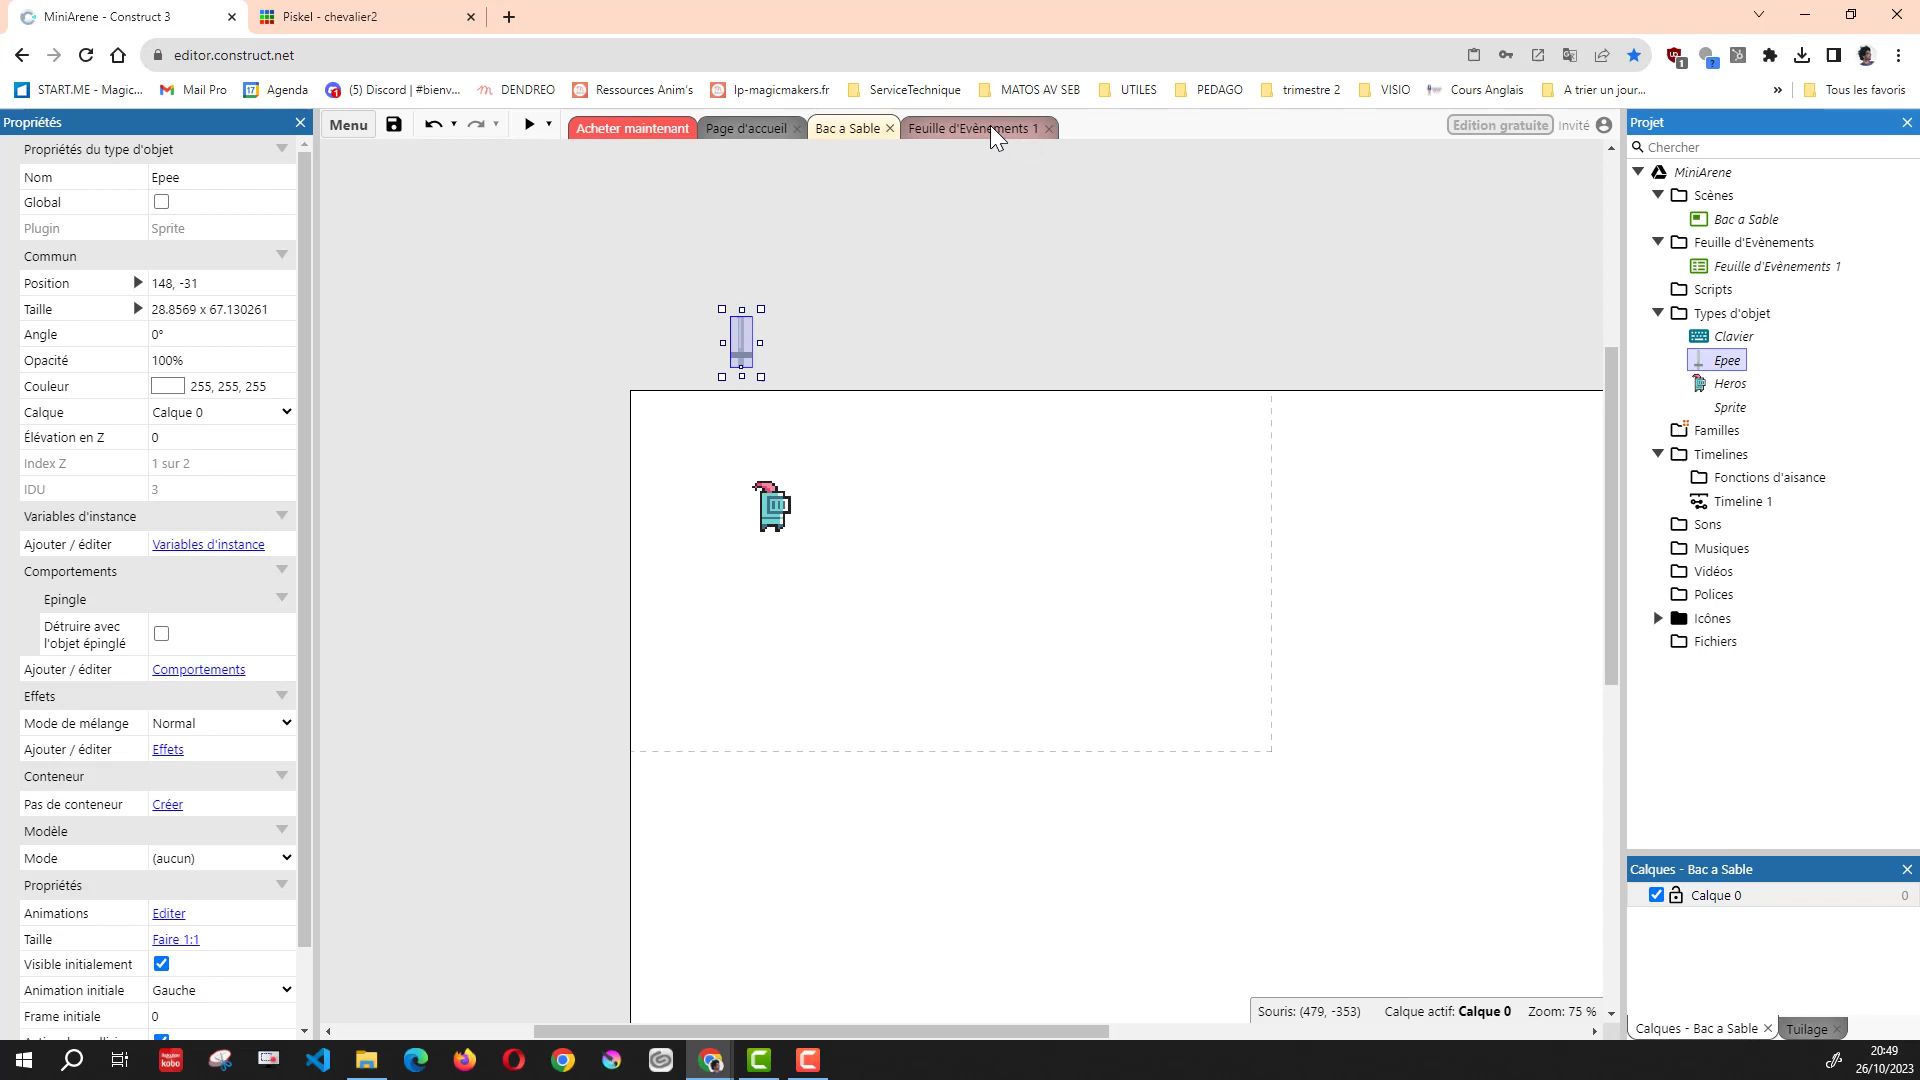 MiniArene - Construct 3
Piskel - chevalier2
editor.construct.net
START.ME - Magic...
Mail Pro
Agenda
(5) Discord | #bienv...
DENDREO
Ressources Anim's
lp-magicmakers.fr
ServiceTechnique
MATOS AV SEB
UTILES
PEDAGO
trimestre 2
VISIO
Cours Anglais
A trier un jour...
»
Tous les favoris
Propriétés
Menu
Acheter maintenant
Page d'accueil
Bac a Sable
Feuille d'Evènements 1
Edition gratuite
Invité
Propriétés du type d'objet
Nom Epee
Global
Plugin Sprite
Commun
Position 148, -31
Taille 28.8569 x 67.130261
Angle 0°
Opacité 100%
Couleur 255, 255, 255
Calque Calque 0
Élévation en Z 0
Index Z 1 sur 2
IDU 3
Variables d'instance
Ajouter / éditer Variables d'instance
Comportements
Epingle
Détruire avec
l'objet épinglé
Ajouter / éditer Comportements
Effets
Mode de mélange Normal
Ajouter / éditer Effets
Conteneur
Pas de conteneur Créer
Modèle
Mode (aucun)
Propriétés
Animations Editer
Taille Faire 1:1
Visible initialement
Animation initiale Gauche
Frame initiale 0
Souris: (479, -353) Calque actif: Calque 0 Zoom: 75 %
Projet
Chercher
MiniArene
Scènes
Bac a Sable
Feuille d'Evènements
Feuille d'Evènements 1
Scripts
Types d'objet
Clavier
Epee
Heros
Sprite
Familles
Timelines
Fonctions d'aisance
Timeline 1
Sons
Musiques
Vidéos
Polices
Icônes
Fichiers
Calques - Bac a Sable
Calque 0 0
Calques - Bac a Sable
Tuilage
20:49
26/10/2023